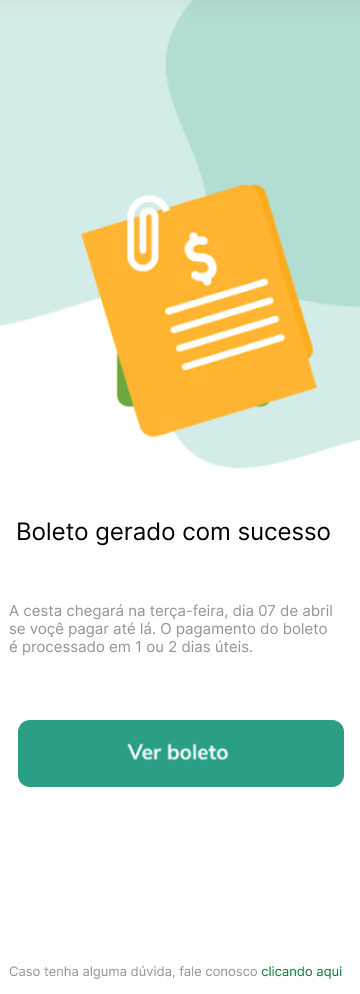 $
Boleto gerado com sucesso
A cesta chegará na terça-feira, dia 07 de abril
se voçê pagar até lá. O pagamento do boleto
é processado em 1 ou 2 dias úteis.
Ver boleto
Caso tenha alguma dúvida, fale conosco clicando aqui